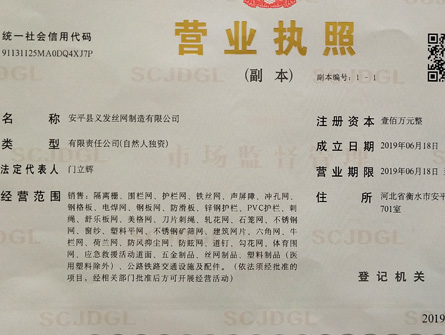 统一社会信用代码
91131125MA0DQ4XJ7P
营业执照
(副 本)
副本编号：1－1
名 称 安平县义发丝网制造有限公司
类 型 有限责任公司(自然人独资)
法定代表人 门立辉
经营范围 销售：隔离栅、围栏网、护栏网、铁丝网、声屏障、冲孔网、
钢格板、电焊网、钢板网、防滑板、锌钢护栏、PVC护栏、刺
绳、舒乐板网、美格网、刀片刺绳、轧花网、石笼网、不锈钢
网、窗纱、塑料平网、不锈钢矿筛网、建筑网片、六角网、牛
栏网、荷兰网、防风抑尘网、防眩网、道钉、勾花网、体育围
网、应急救援活动道面、五金制品、丝网制品、塑料制品（医
用塑料除外）、公路铁路交通设施及配件。（依法须经批准的
项目，经相关部门批准后方可开展经营活动）
注册资本 壹佰万元整
成立日期 2019年06月18日
营业期限 2019年06月18日
住 所 河北省衡水市安平
701室
登记机关
2019
SCJDGL
市场监督管理